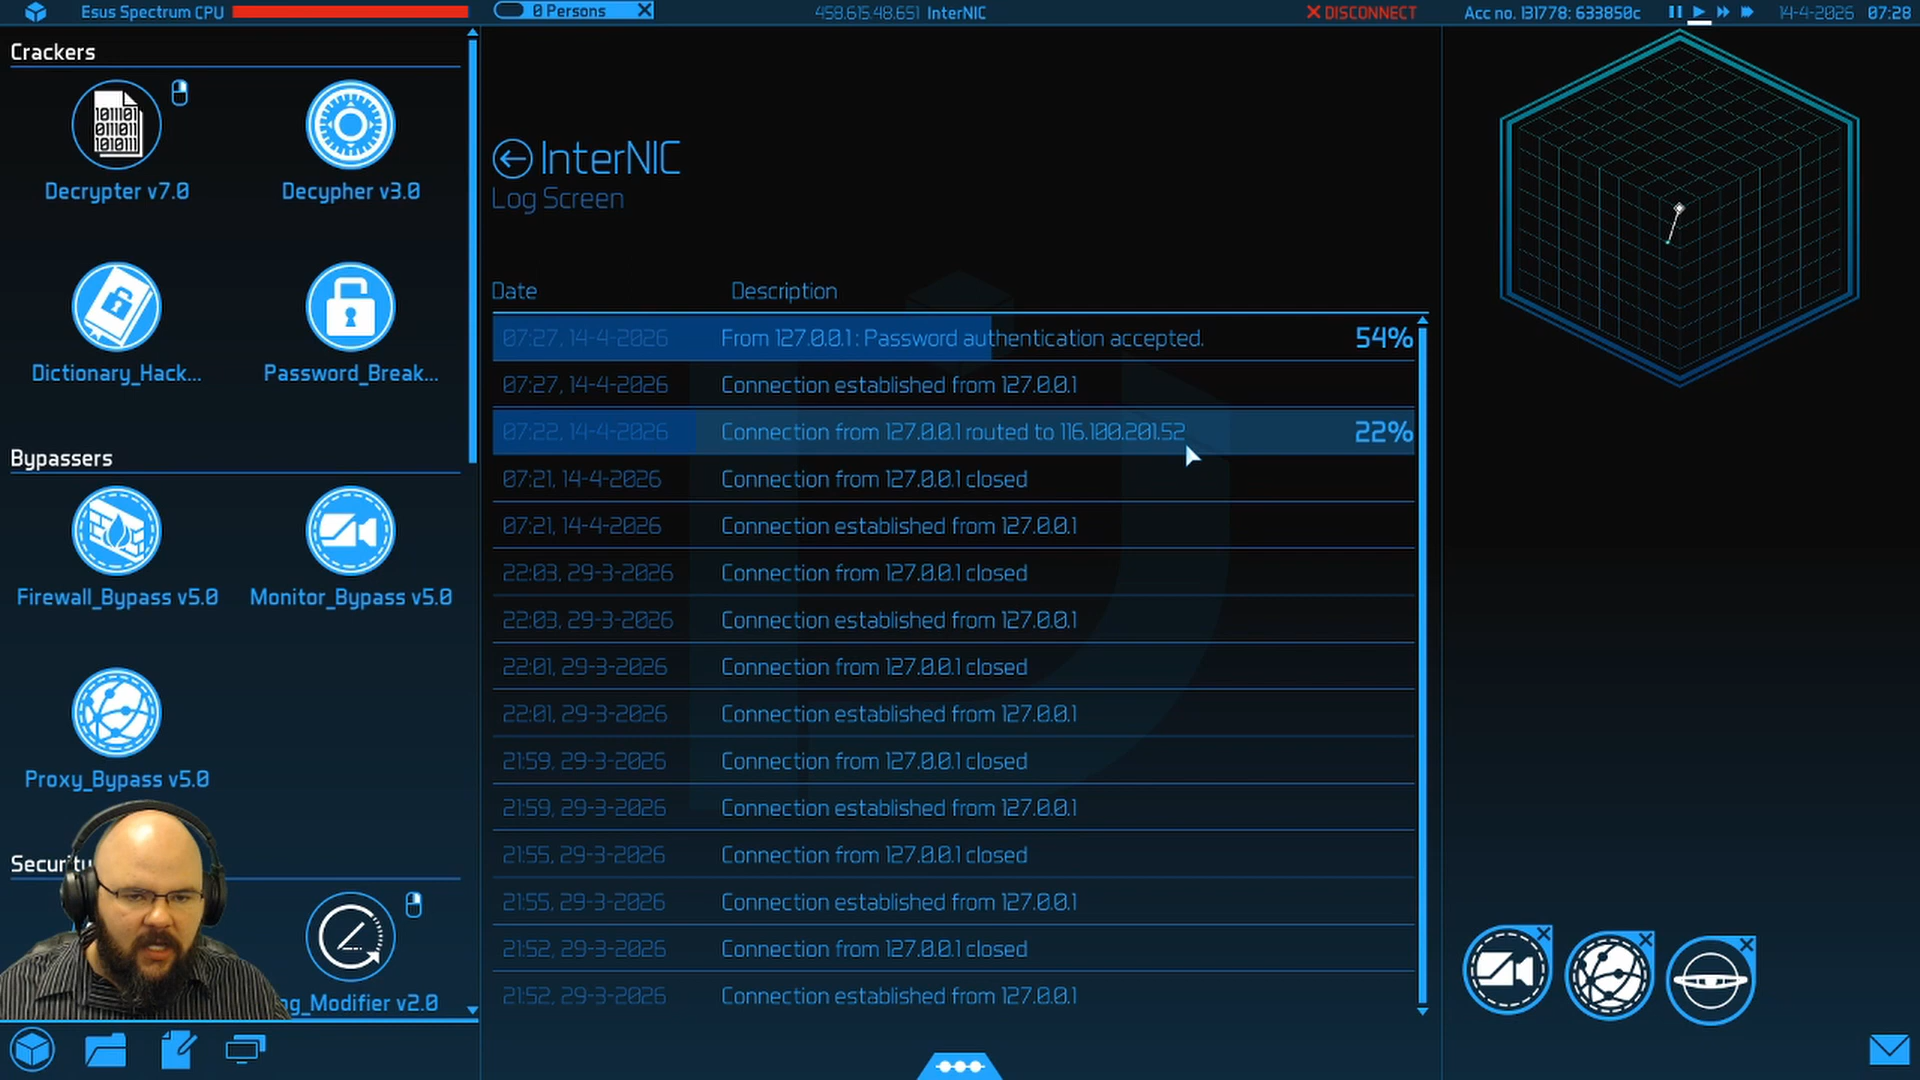 Esus Spectrum CPU
0 Persons
458.615.48.651 InterNIC
DISCONNECT
Acc no. 131778: 633850c
14-4-2026 07:28
Crackers
Decrypter v7.0
Decypher v3.0
Dictionary_Hack...
Password_Break...
Bypassers
Firewall_Bypass v5.0
Monitor_Bypass v5.0
Proxy_Bypass v5.0
Security
g_Modifier v2.0
InterNIC
Log Screen
Date Description
07:27, 14-4-2026 From 127.0.0.1 : Password authentication accepted. 54%
07:27, 14-4-2026 Connection established from 127.0.0.1
07:22, 14-4-2026 Connection from 127.0.0.1 routed to 116.100.201.52 22%
07:21, 14-4-2026 Connection from 127.0.0.1 closed
07:21, 14-4-2026 Connection established from 127.0.0.1
22:03, 29-3-2026 Connection from 127.0.0.1 closed
22:03, 29-3-2026 Connection established from 127.0.0.1
22:01, 29-3-2026 Connection from 127.0.0.1 closed
22:01, 29-3-2026 Connection established from 127.0.0.1
21:59, 29-3-2026 Connection from 127.0.0.1 closed
21:59, 29-3-2026 Connection established from 127.0.0.1
21:55, 29-3-2026 Connection from 127.0.0.1 closed
21:55, 29-3-2026 Connection established from 127.0.0.1
21:52, 29-3-2026 Connection from 127.0.0.1 closed
21:52, 29-3-2026 Connection established from 127.0.0.1